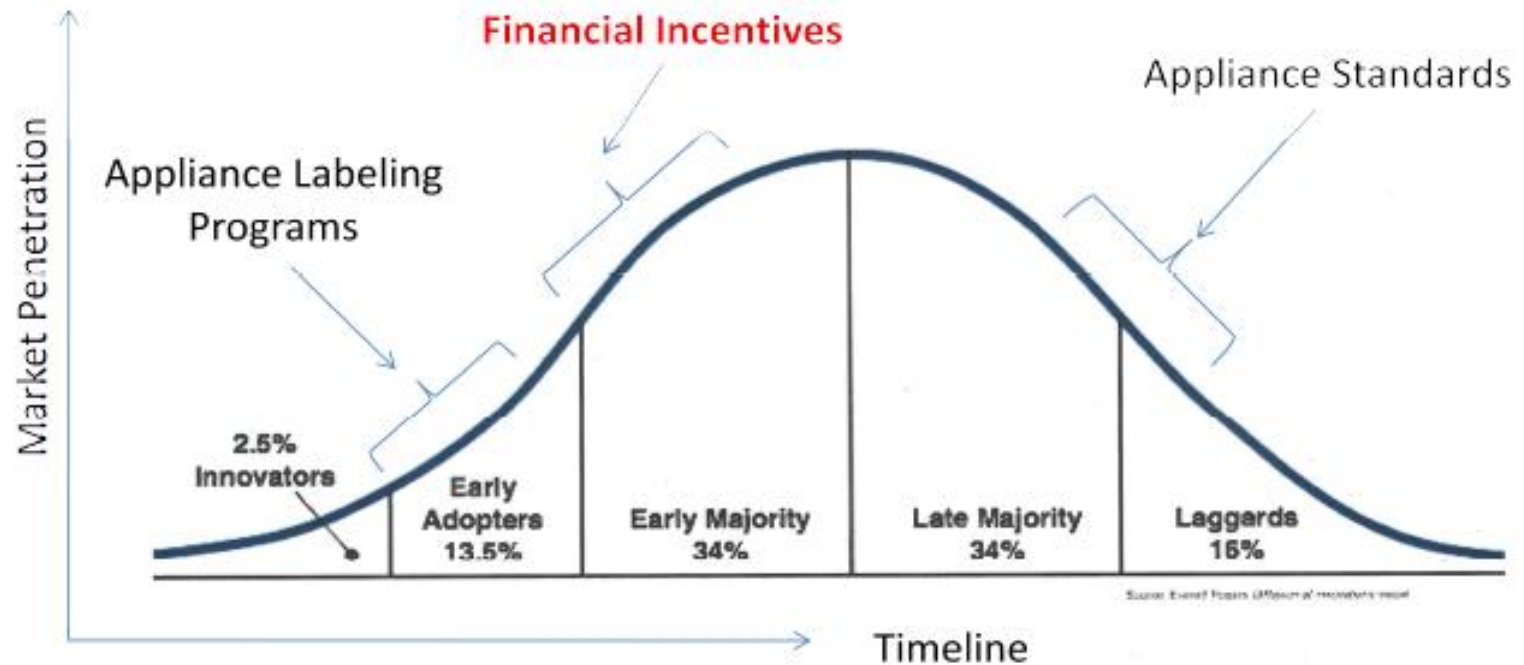 Financial Incentives
Appliance Standards
Appliance Labeling
Programs
Market Penetration
2.5%
Innovators
Early
Adopters
13.5%
Early Majority
34%
Late Majority
34%
Laggards
16%
Timeline